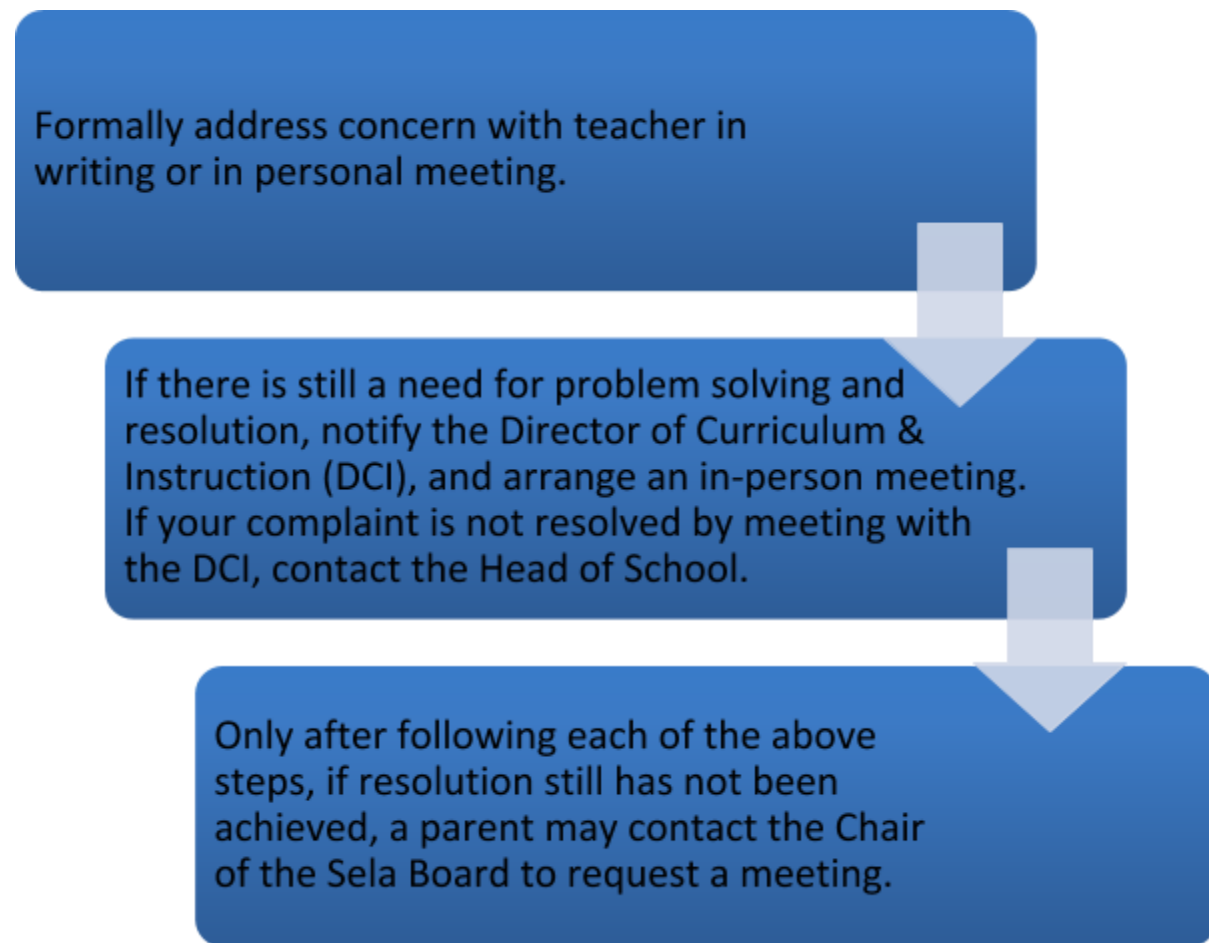 Formally address concern with teacher in
writing or in personal meeting.
If there is still a need for problem solving and
resolution, notify the Director of Curriculum &
Instruction (DCI), and arrange an in-person meeting.
If your complaint is not resolved by meeting with
the DCI, contact the Head of School.
Only after following each of the above
steps, if resolution still has not been
achieved, a parent may contact the Chair
of the Sela Board to request a meeting.